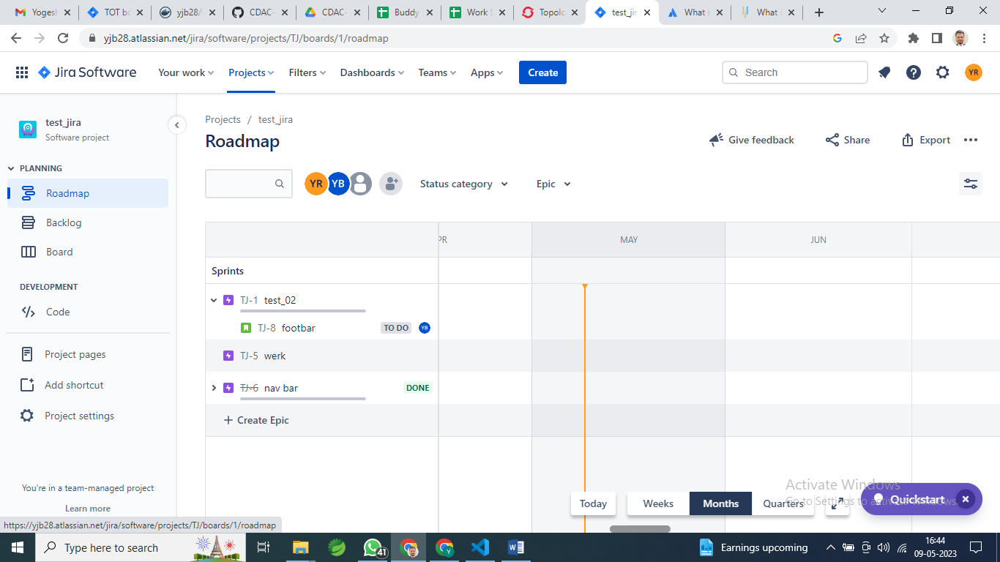 Yogesh
TOT bo
yjb28/
CDAC-
CDAC-
Buddy
Work S
Topolo
test_jir
What i
What i
yjb28.atlassian.net/jira/software/projects/TJ/boards/1/roadmap
Jira Software
Your work
Projects
Filters
Dashboards
Teams
Apps
Create
Search
YR
test_jira
Software project
Projects / test_jira
Roadmap
Give feedback
Share
Export
PLANNING
Roadmap
Backlog
Board
DEVELOPMENT
Code
Project pages
Add shortcut
Project settings
You're in a team-managed project
Learn more
YR
YB
Status category
Epic
PR
MAY
JUN
Sprints
TJ-1 test_02
TJ-8 footbar TO DO YB
TJ-5 werk
TJ-6 nav bar DONE
+ Create Epic
Activate Windows
Go to Settings to activate Windows.
Today
Weeks
Months
Quarters
Quickstart
https://yjb28.atlassian.net/jira/software/projects/TJ/boards/1/roadmap
Type here to search
41
Earnings upcoming
16:44
09-05-2023